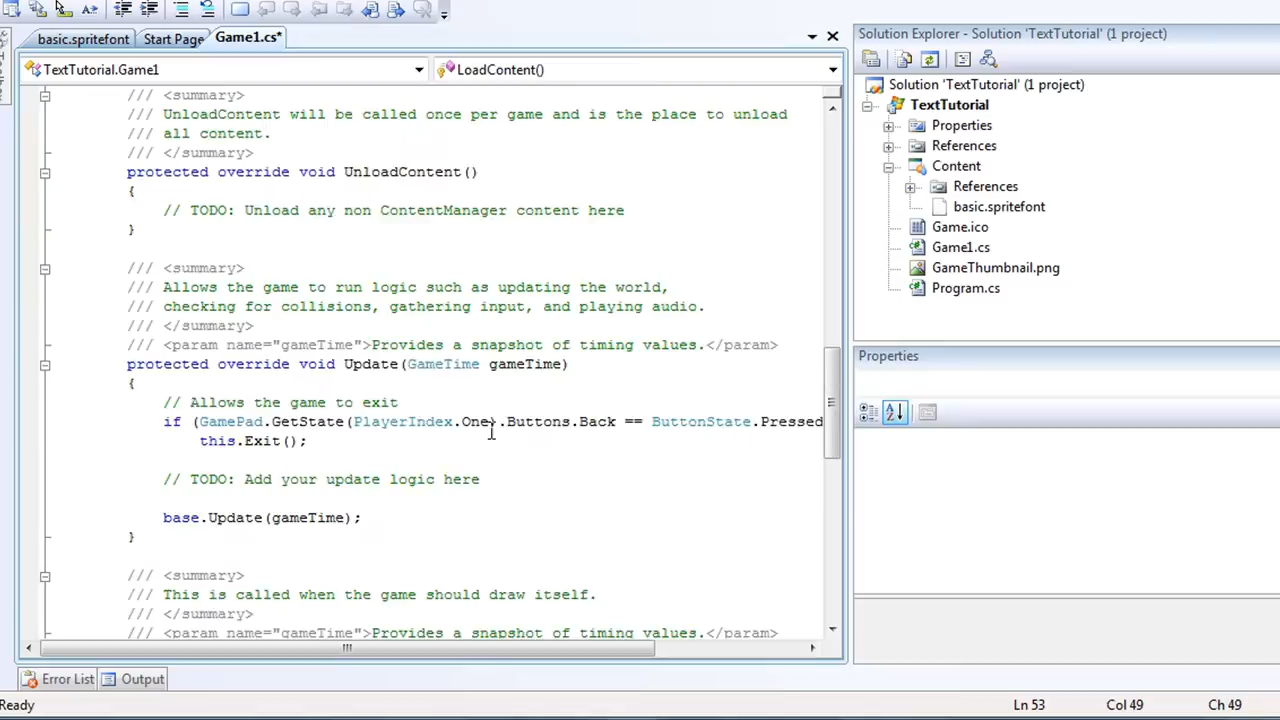 basic.spritefont
Start Page
Game1.cs*
TextTutorial.Game1
LoadContent()
/// <summary>
/// UnloadContent will be called once per game and is the place to unload
/// all content.
/// </summary>
protected override void UnloadContent()
{
// TODO: Unload any non ContentManager content here
}
/// <summary>
/// Allows the game to run logic such as updating the world,
/// checking for collisions, gathering input, and playing audio.
/// </summary>
/// <param name="gameTime">Provides a snapshot of timing values.</param>
protected override void Update(GameTime gameTime)
{
// Allows the game to exit
if (GamePad.GetState(PlayerIndex.One).Buttons.Back == ButtonState.Pressed
this.Exit();
// TODO: Add your update logic here
base.Update(gameTime);
}
/// <summary>
/// This is called when the game should draw itself.
/// </summary>
/// <param name="gameTime">Provides a snapshot of timing values.</param>
Error List
Output
Ready
Ln 53
Col 49
Ch 49
Solution Explorer - Solution 'TextTutorial' (1 project)
Solution 'TextTutorial' (1 project)
TextTutorial
Properties
References
Content
References
basic.spritefont
Game.ico
Game1.cs
GameThumbnail.png
Program.cs
Properties